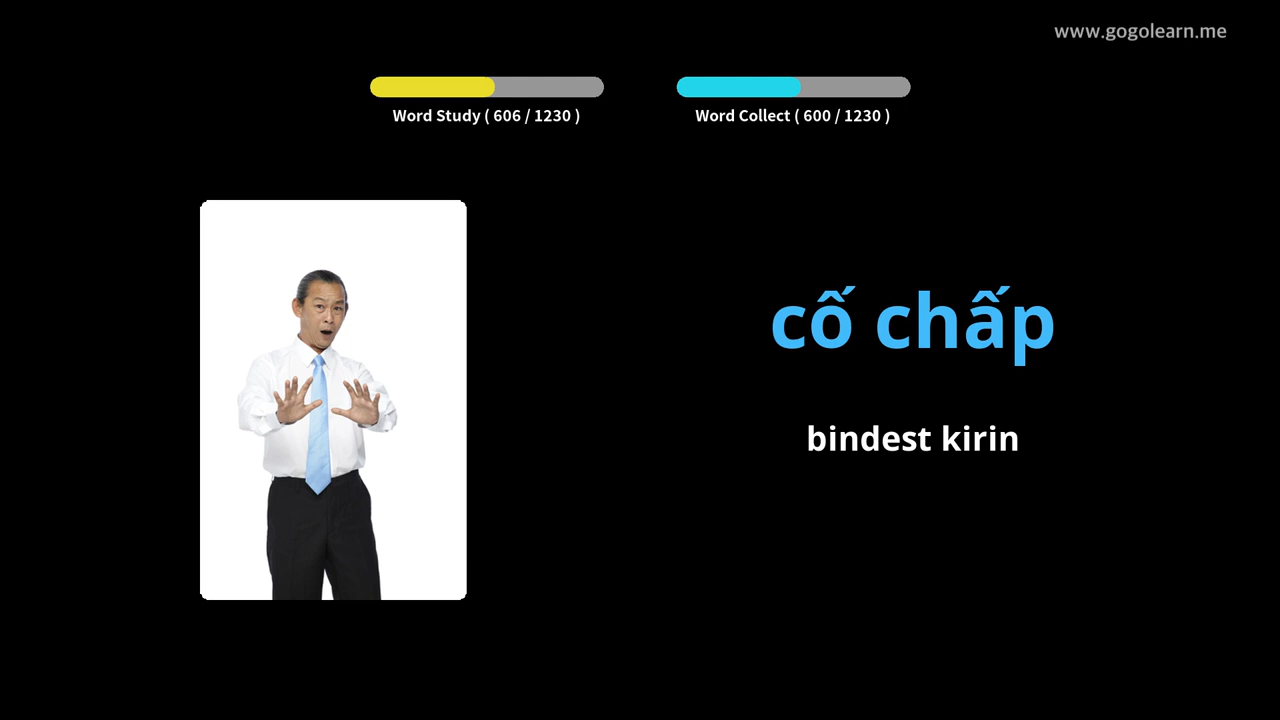 www.gogolearn.me
Word Study ( 606 / 1230 )
Word Collect ( 600 / 1230 )
cố chấp
bindest kirin